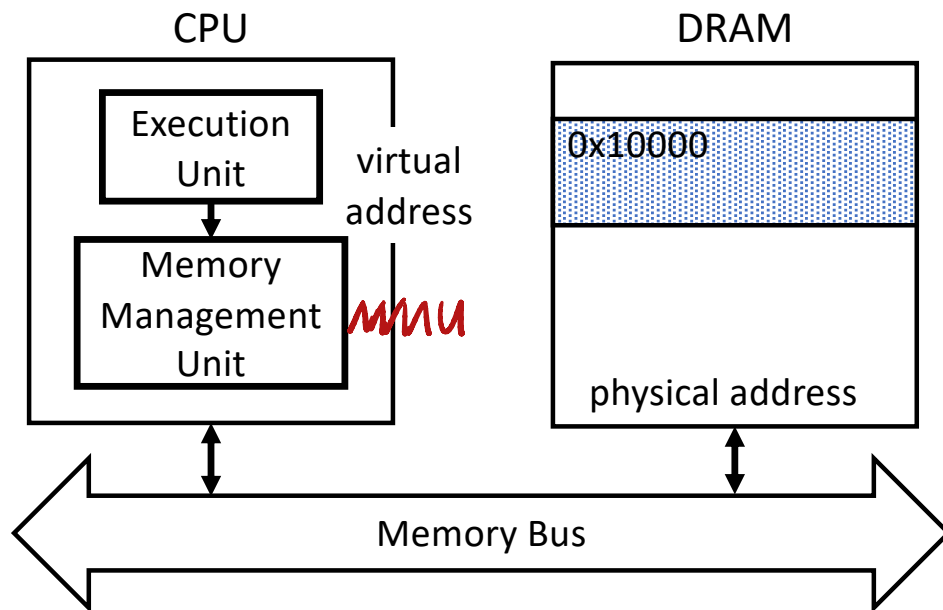 CPU
DRAM
Execution
Unit
virtual
address
Memory
Management
Unit
MMU
0x10000
physical address
Memory Bus